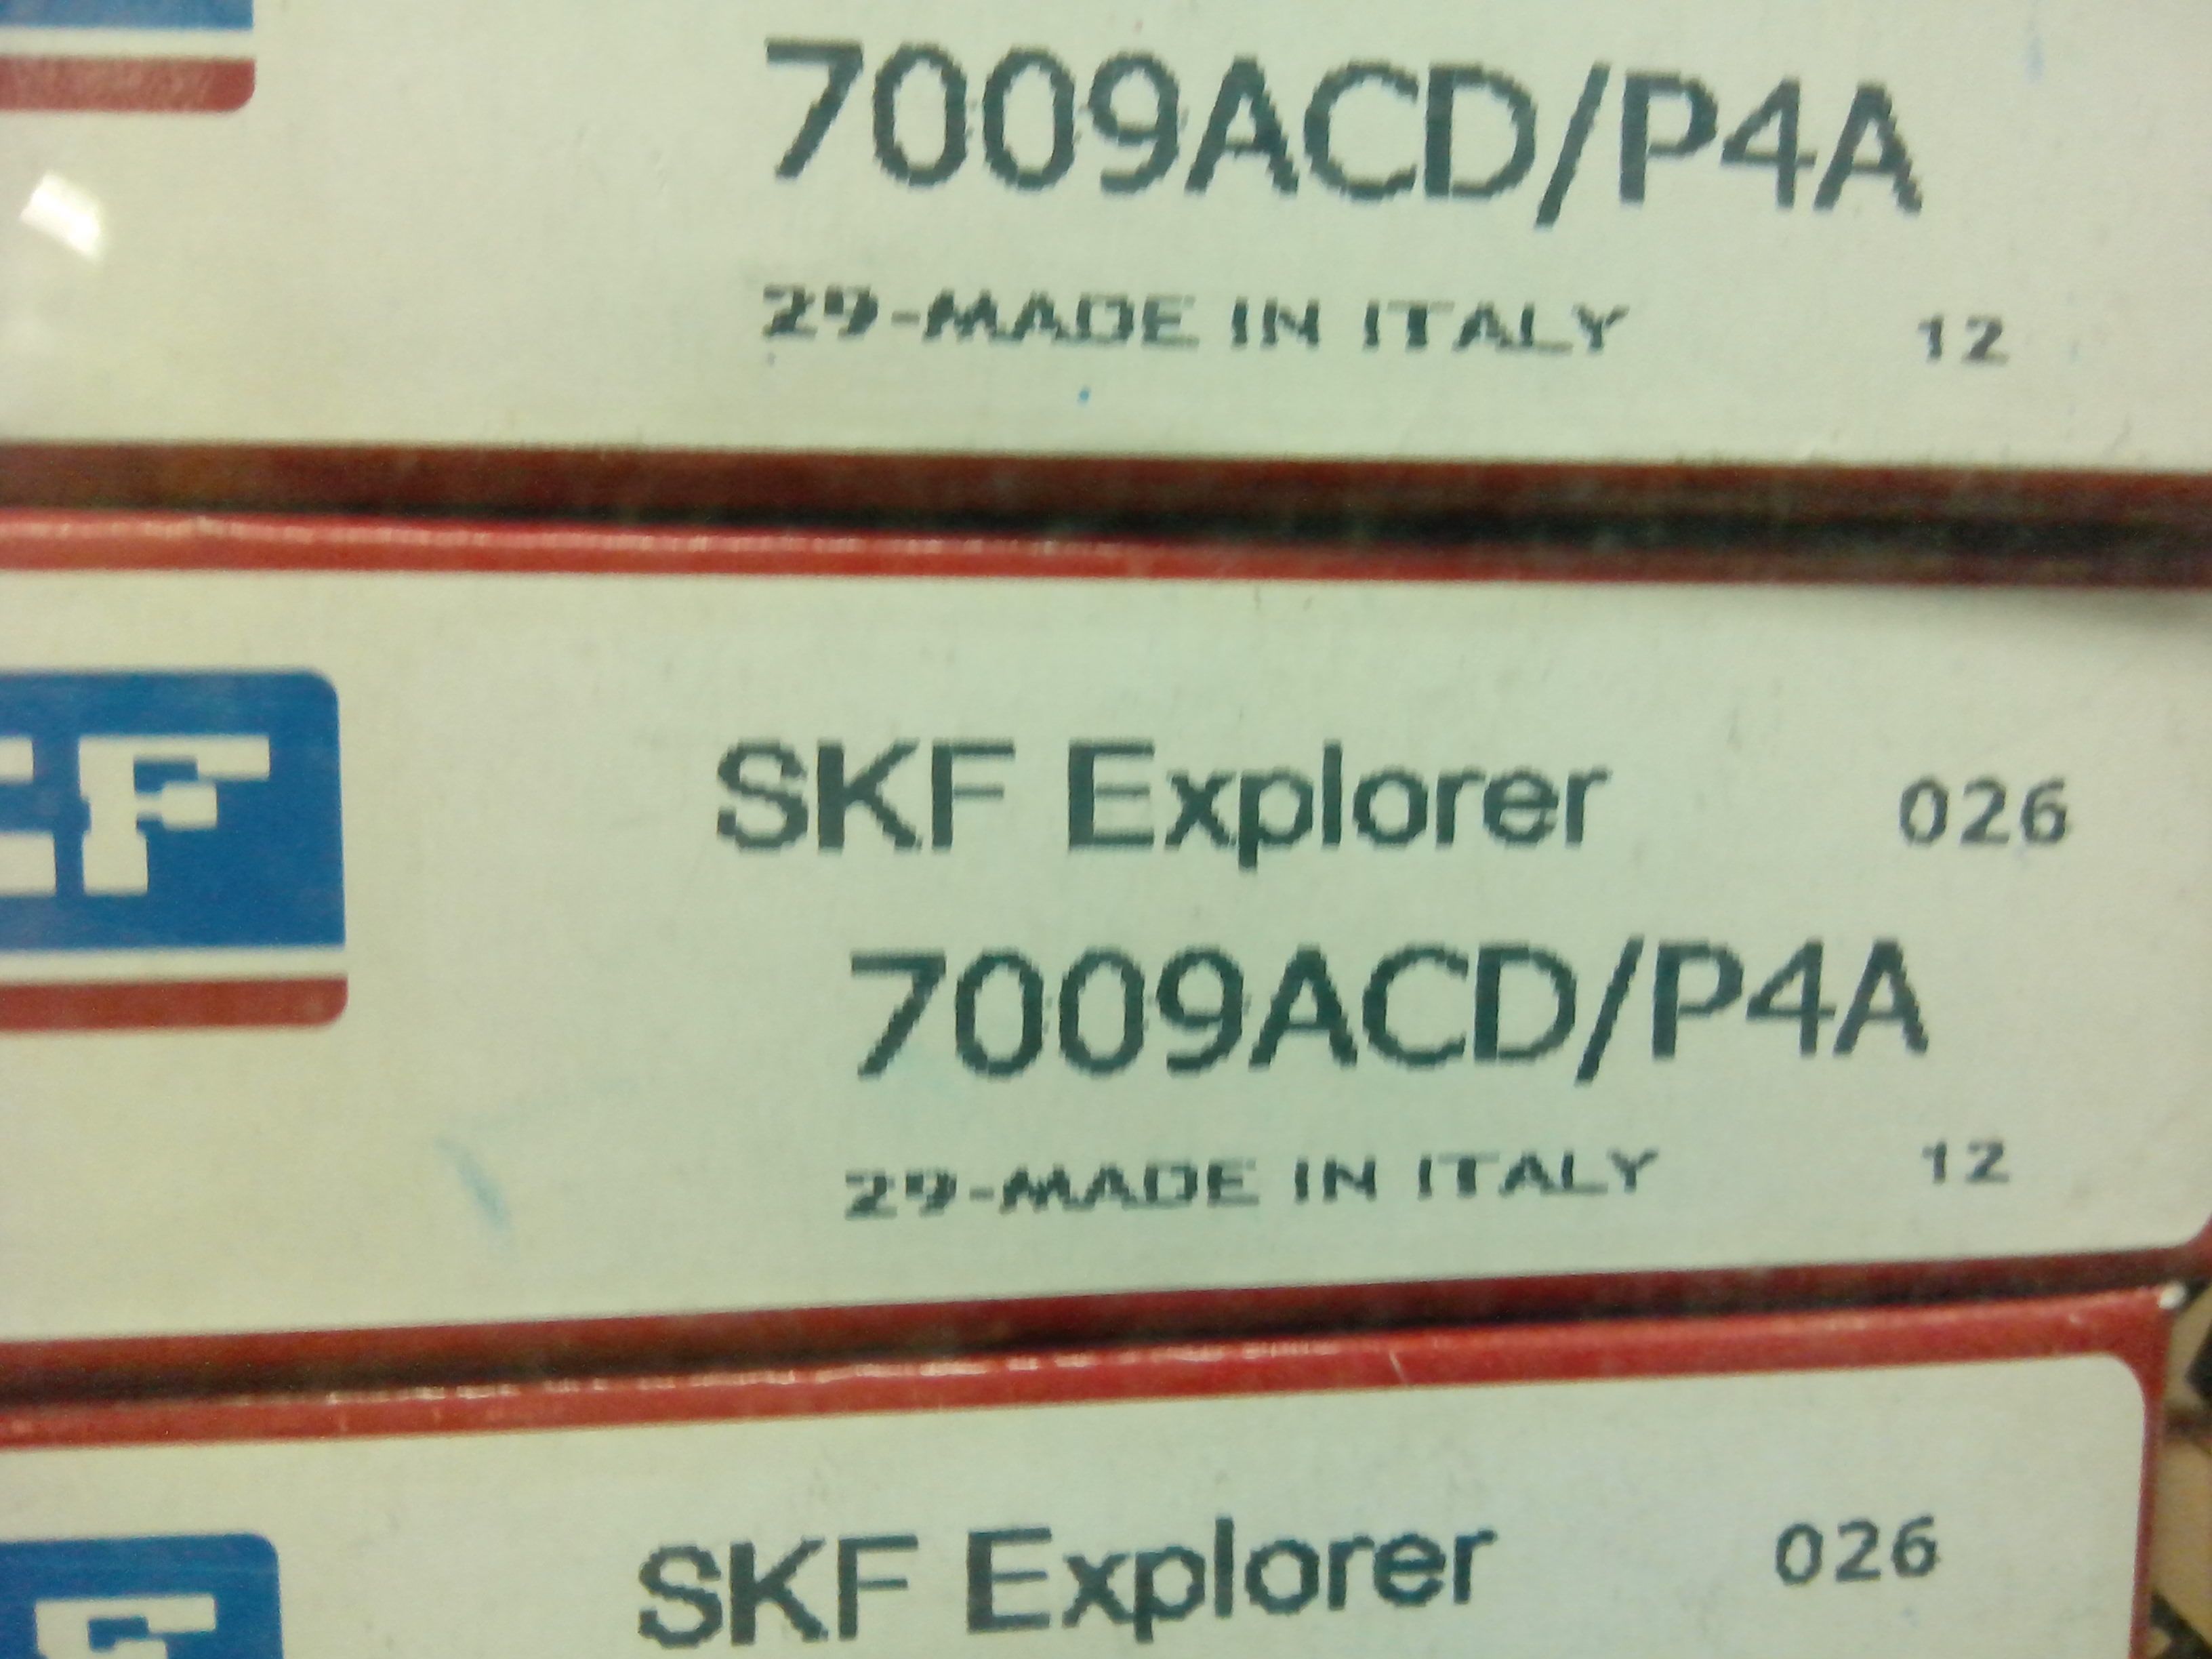 7009ACD/P4A
29-MADE IN ITALY 12
SKF Explorer 026
7009ACD/P4A
29-MADE IN ITALY 12
SKF Explorer 026